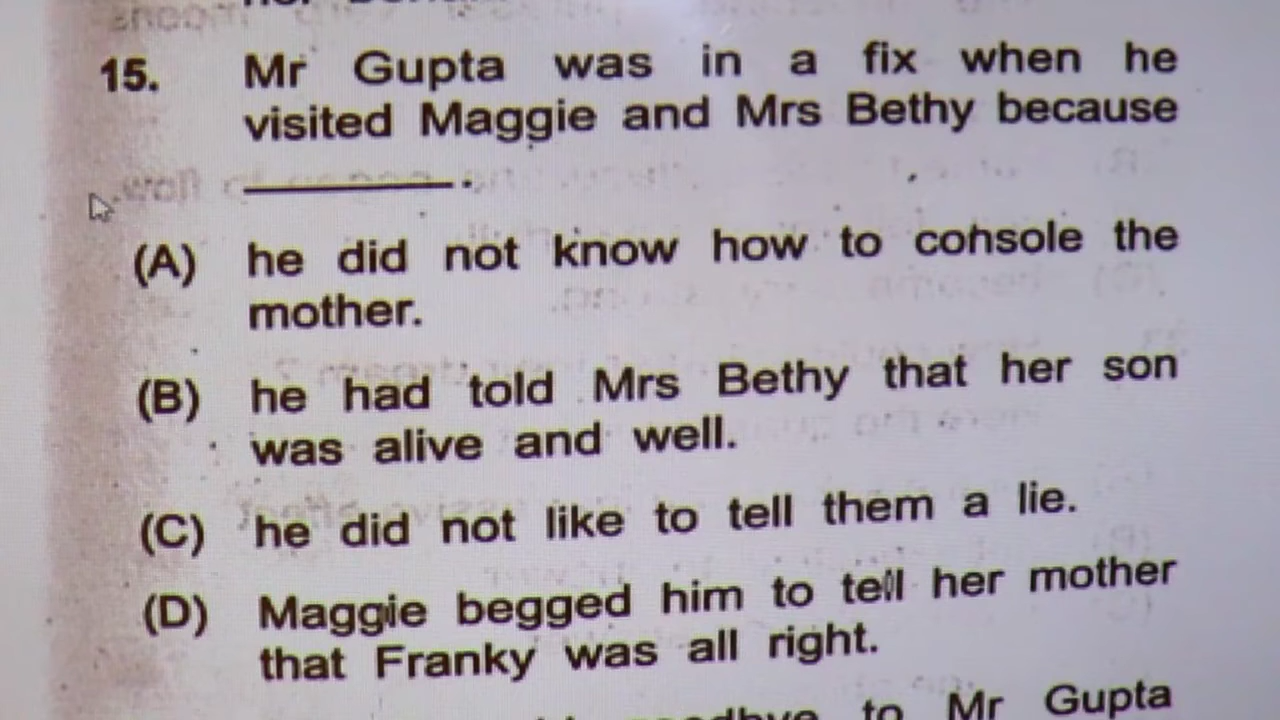 15. Mr Gupta was in a fix when he
visited Maggie and Mrs Bethy because
__________.
(A) he did not know how to console the
mother.
(B) he had told Mrs Bethy that her son
was alive and well.
(C) he did not like to tell them a lie.
(D) Maggie begged him to tell her mother
that Franky was all right.
to Mr Gupta